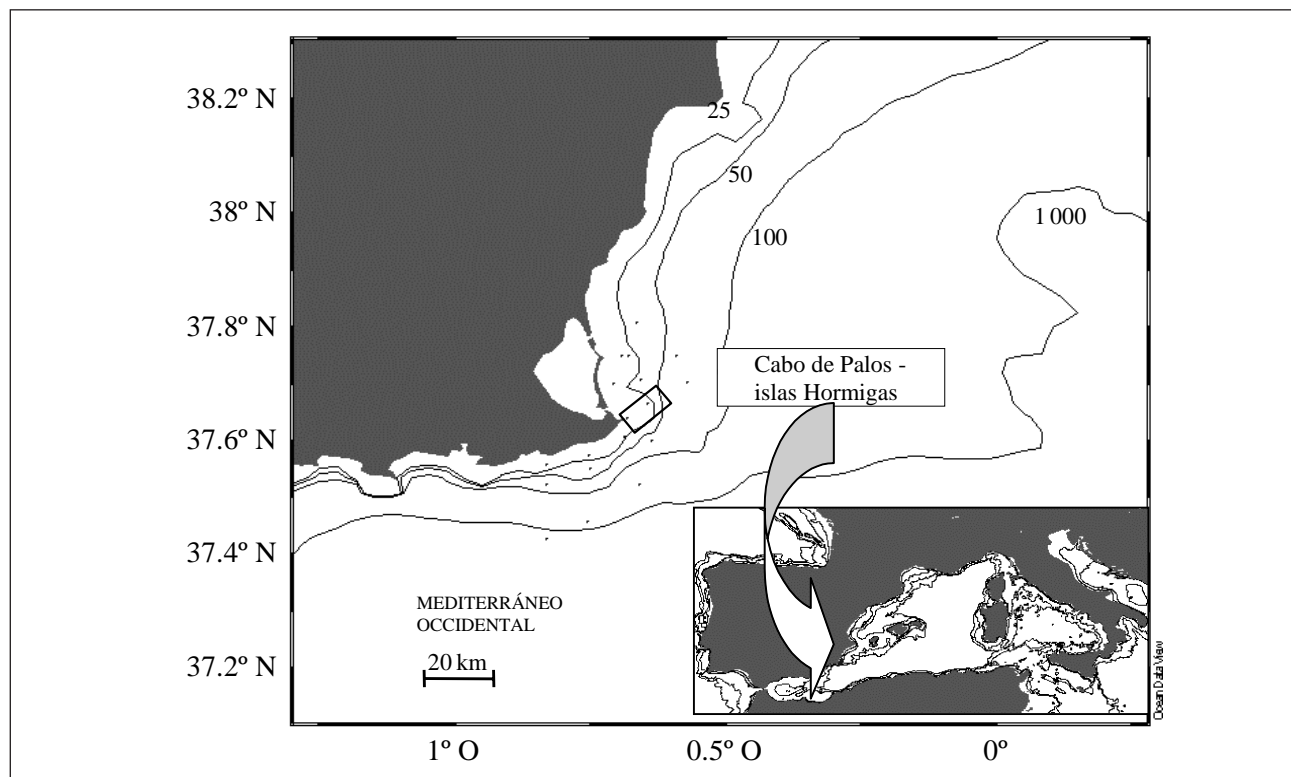 38.2º N
38º N
37.8º N
37.6º N
37.4º N
37.2º N
25
50
100
1 000
Cabo de Palos -
islas Hormigas
MEDITERRÁNEO
OCCIDENTAL
20 km
Ocean Data View
1º O
0.5º O
0º